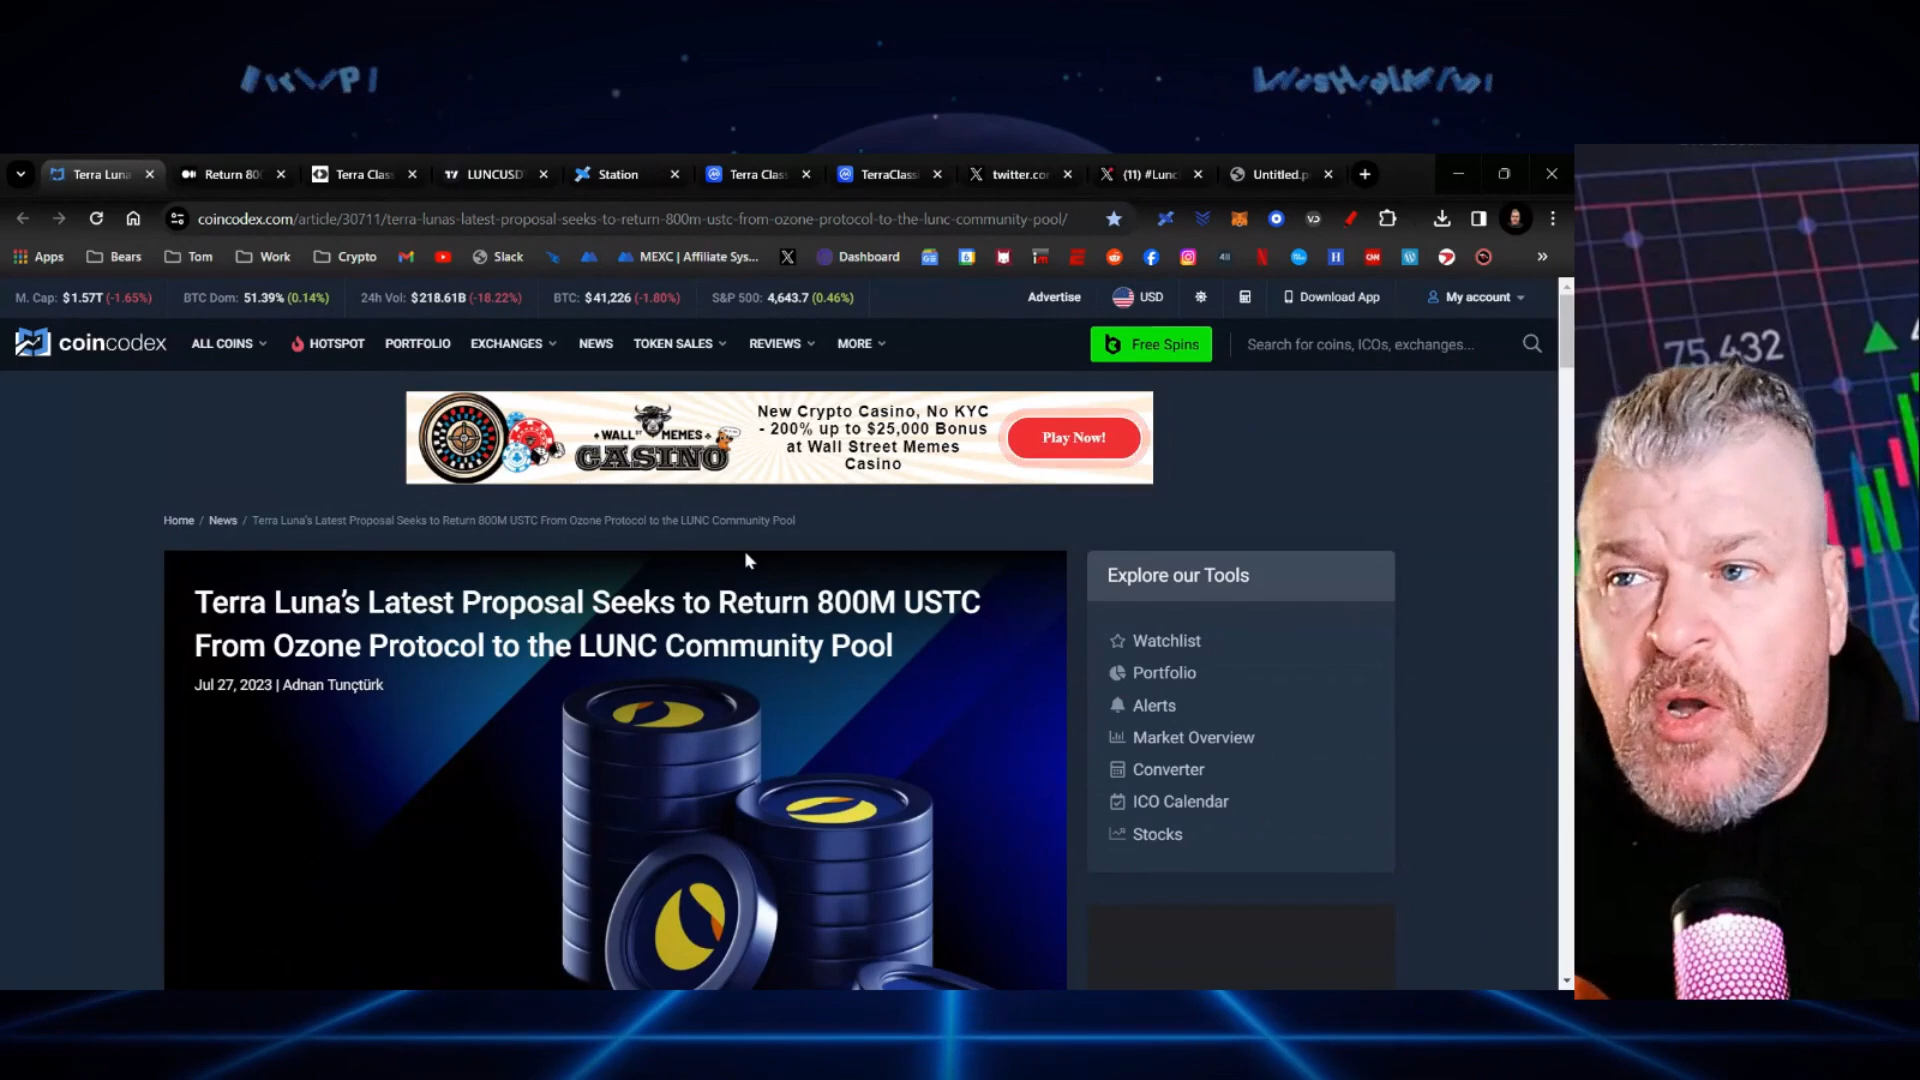 Terra Luna
Return 80
Terra Clas
LUNCUSD
Station
Terra Clas
TerraClass
twitter.co
(11) #Lunc
Untitled.p
coincodex.com/article/30711/terra-lunas-latest-proposal-seeks-to-return-800m-ustc-from-ozone-protocol-to-the-lunc-community-pool/
Apps
Bears
Tom
Work
Crypto
Slack
MEXC | Affiliate Sys...
Dashboard
M. Cap: $1.57T (-1.65%)
BTC Dom: 51.39% (0.14%)
24h Vol: $218.61B (-18.22%)
BTC: $41,226 (-1.80%)
S&P 500: 4,643.7 (0.46%)
Advertise
USD
Download App
My account
coincodex
ALL COINS
HOTSPOT
PORTFOLIO
EXCHANGES
NEWS
TOKEN SALES
REVIEWS
MORE
Free Spins
Search for coins, ICOs, exchanges...
WALL ST MEMES
CASINO
New Crypto Casino, No KYC
- 200% up to $25,000 Bonus
at Wall Street Memes
Casino
Play Now!
Home / News / Terra Luna's Latest Proposal Seeks to Return 800M USTC From Ozone Protocol to the LUNC Community Pool
Terra Luna's Latest Proposal Seeks to Return 800M USTC
From Ozone Protocol to the LUNC Community Pool
Jul 27, 2023 | Adnan Tunçtürk
Explore our Tools
Watchlist
Portfolio
Alerts
Market Overview
Converter
ICO Calendar
Stocks
75.432